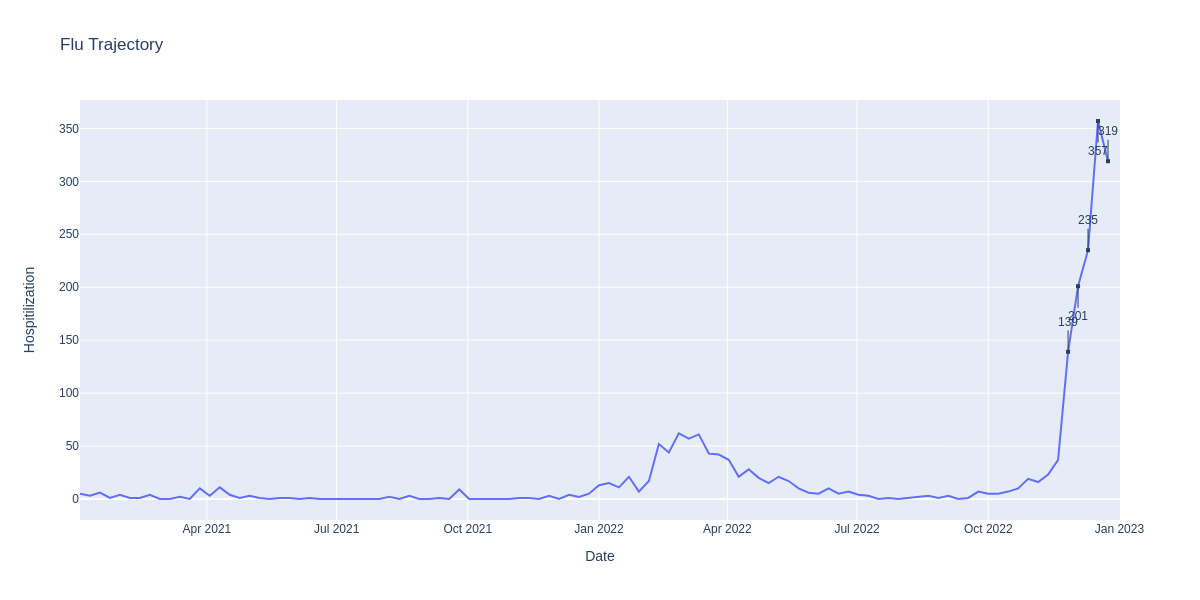 Flu Trajectory
350
300
250
200
150
100
50
0
319
357
235
201
139
Apr 2021
Jul 2021
Oct 2021
Jan 2022
Apr 2022
Jul 2022
Oct 2022
Jan 2023
Date
Hospitilization